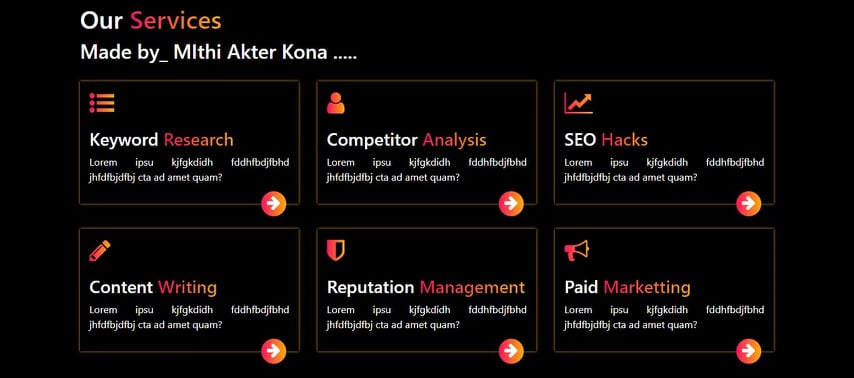 Our Services
Made by_ MIthi Akter Kona .....
Keyword Research
Lorem ipsu kjfgkdidh fddhfbdjfbhd
jhfdfbjdfbj cta ad amet quam?
Competitor Analysis
Lorem ipsu kjfgkdidh fddhfbdjfbhd
jhfdfbjdfbj cta ad amet quam?
SEO Hacks
Lorem ipsu kjfgkdidh fddhfbdjfbhd
jhfdfbjdfbj cta ad amet quam?
Content Writing
Lorem ipsu kjfgkdidh fddhfbdjfbhd
jhfdfbjdfbj cta ad amet quam?
Reputation Management
Lorem ipsu kjfgkdidh fddhfbdjfbhd
jhfdfbjdfbj cta ad amet quam?
Paid Marketting
Lorem ipsu kjfgkdidh fddhfbdjfbhd
jhfdfbjdfbj cta ad amet quam?